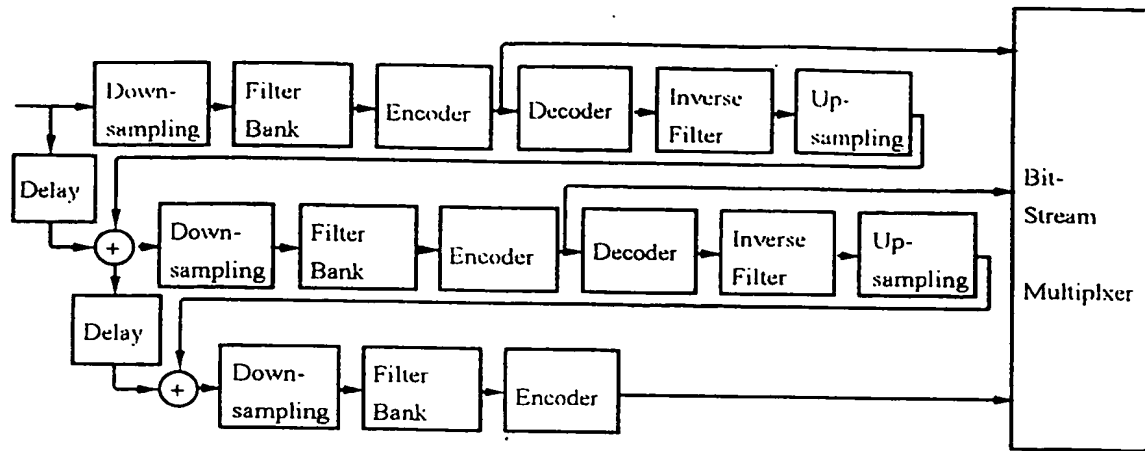 Down-
sampling
Filter
Bank
Encoder
Decoder
Inverse
Filter
Up-
sampling
Delay
+
Down-
sampling
Filter
Bank
Encoder
Decoder
Inverse
Filter
Up-
sampling
Bit-
Stream
Multiplxer
Delay
+
Down-
sampling
Filter
Bank
Encoder